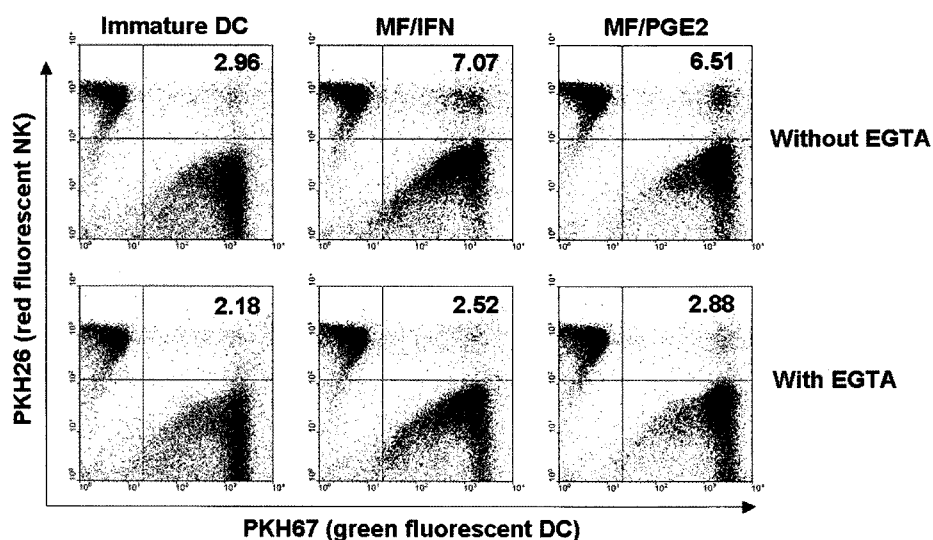 Immature DC
MF/IFN
MF/PGE2
2.96
7.07
6.51
Without EGTA
2.18
2.52
2.88
With EGTA
PKH26 (red fluorescent NK)
PKH67 (green fluorescent DC)